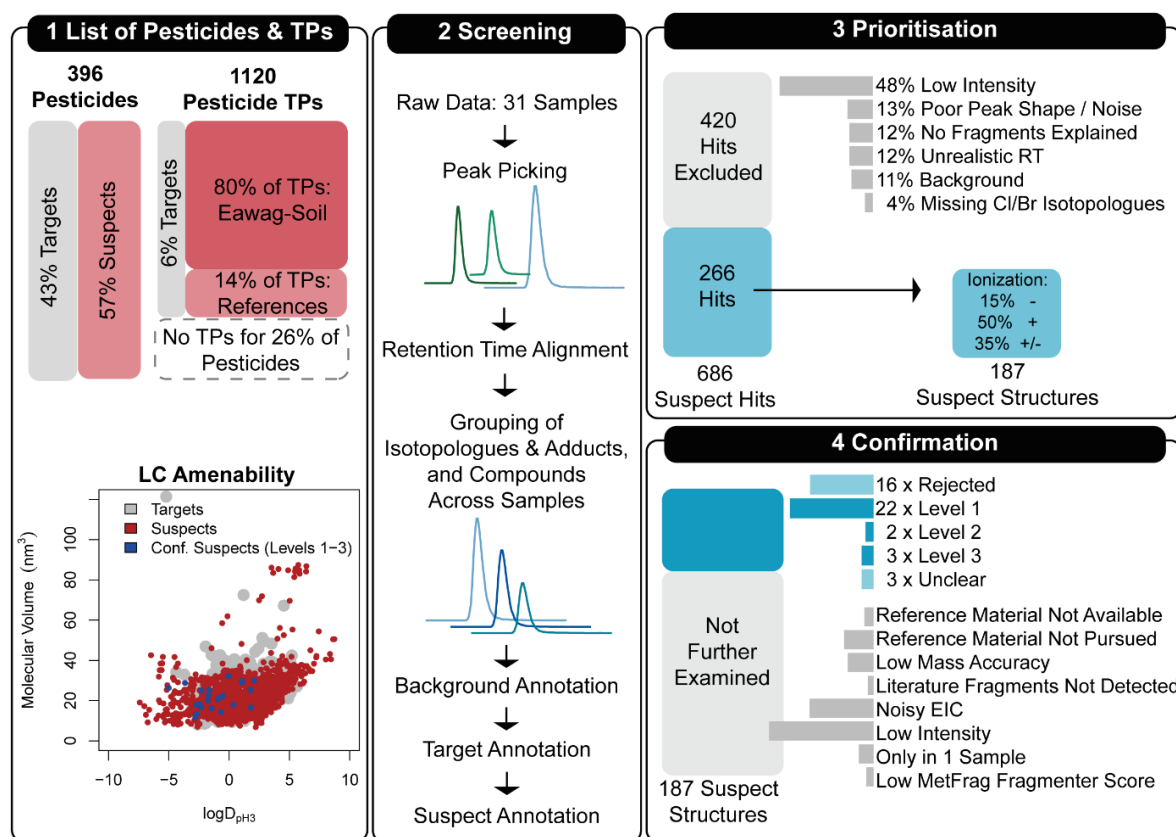 1 List of Pesticides & TPs
396
Pesticides
1120
Pesticide TPs
43% Targets
57% Suspects
6% Targets
80% of TPs:
Eawag-Soil
14% of TPs:
References
No TPs for 26% of
Pesticides
LC Amenability
Targets
Suspects
Conf. Suspects (Levels 1-3)
Molecular Volume (nm³)
100
80
60
40
20
0
−10
−5
0
5
10
logDpH3
2 Screening
Raw Data: 31 Samples
Peak Picking
Retention Time Alignment
Grouping of
Isotopologues & Adducts,
and Compounds
Across Samples
Background Annotation
Target Annotation
Suspect Annotation
3 Prioritisation
420
Hits
Excluded
48% Low Intensity
13% Poor Peak Shape / Noise
12% No Fragments Explained
12% Unrealistic RT
11% Background
4% Missing Cl/Br Isotopologues
266
Hits
686
Suspect Hits
Ionization:
15% -
50% +
35% +/-
187
Suspect
Structures
4 Confirmation
16 x Rejected
22 x Level 1
2 x Level 2
3 x Level 3
3 x Unclear
Not
Further
Examined
Reference Material Not Available
Reference Material Not Pursued
Low Mass Accuracy
Literature Fragments Not Detected
Noisy EIC
Low Intensity
Only in 1 Sample
Low MetFrag Fragmenter Score
187 Suspect
Structures